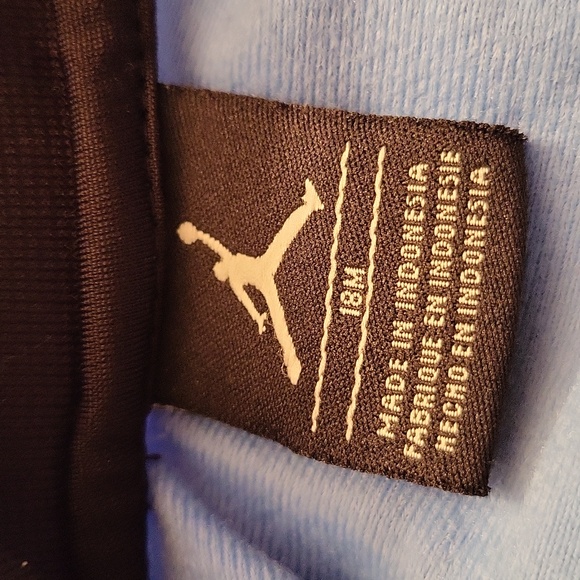 18M
MADE IN INDONESIA
FABRIQUE EN INDONESIE
HECHO EN INDONESIA